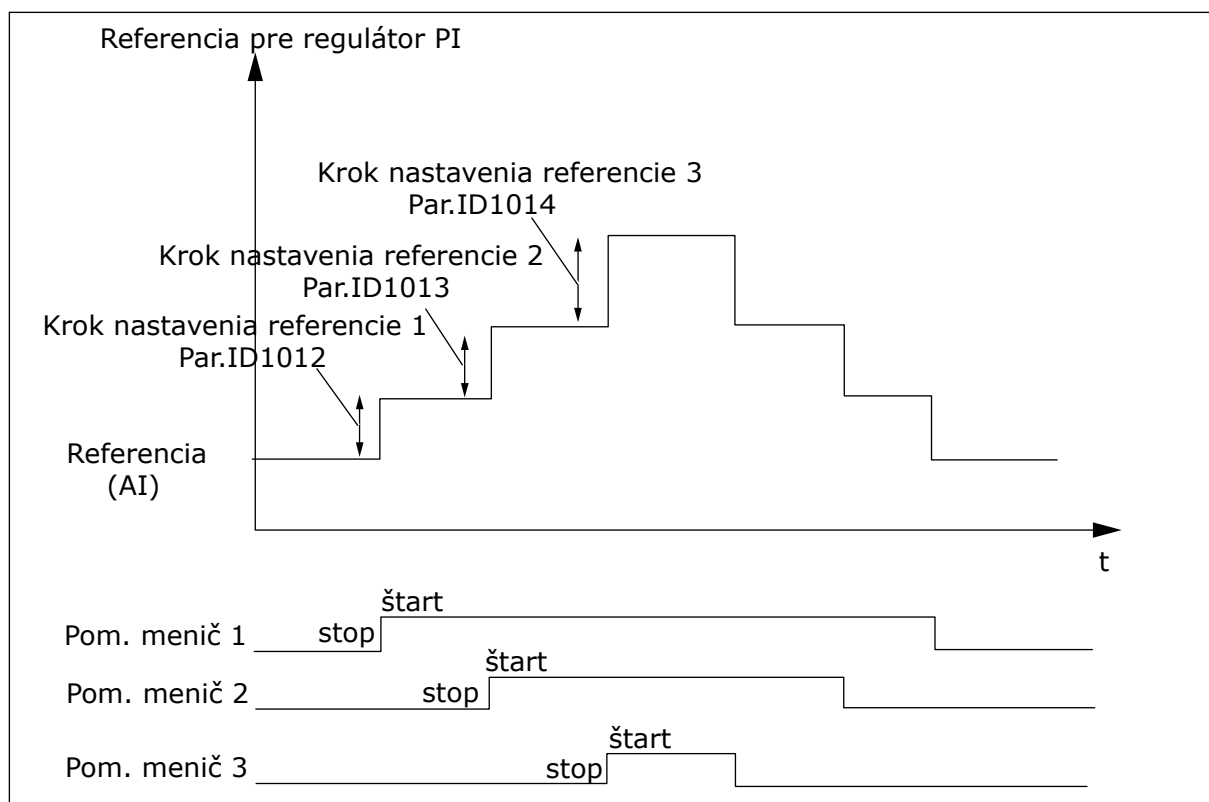 Referencia pre regulátor PI
Krok nastavenia referencie 3
Par.ID1014
Krok nastavenia referencie 2
Par.ID1013
Krok nastavenia referencie 1
Par.ID1012
Referencia
(AI)
t
štart
Pom. menič 1 stop
štart
Pom. menič 2 stop
štart
Pom. menič 3 stop